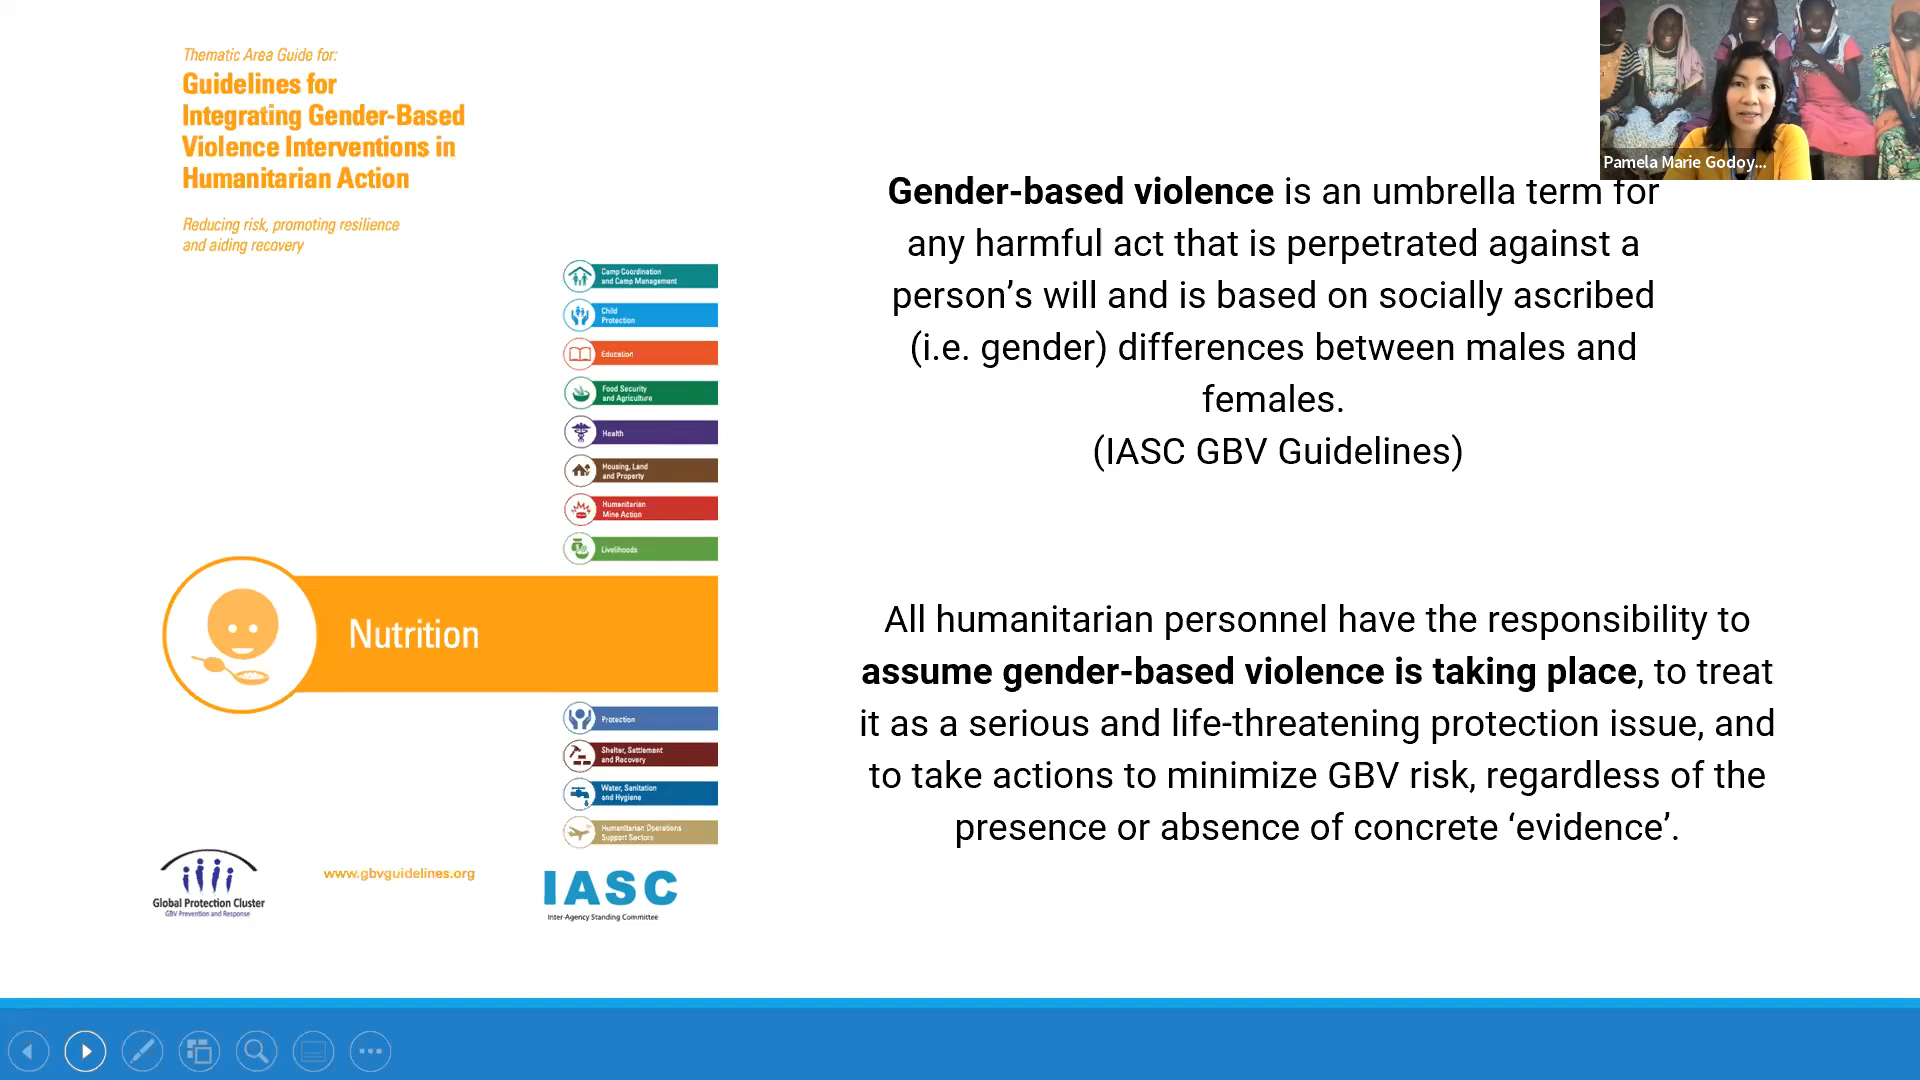 Thematic Area Guide for:
Guidelines for
Integrating Gender-Based
Violence Interventions in
Humanitarian Action
Reducing risk, promoting resilience
and aiding recovery
Camp Coordination
and Camp Management
Child
Protection
Education
Food Security
and Agriculture
Health
Housing, Land
and Property
Humanitarian
Mine Action
Livelihoods
Nutrition
Protection
Shelter, Settlement
and Recovery
Water, Sanitation
and Hygiene
Humanitarian Operations
Support Sectors
Global Protection Cluster
GBV Prevention and Response
www.gbvguidelines.org
IASC
Inter-Agency Standing Committee
Pamela Marie Godoy...
Gender-based violence is an umbrella term for
any harmful act that is perpetrated against a
person’s will and is based on socially ascribed
(i.e. gender) differences between males and
females.
(IASC GBV Guidelines)
All humanitarian personnel have the responsibility to
assume gender-based violence is taking place, to treat
it as a serious and life-threatening protection issue, and
to take actions to minimize GBV risk, regardless of the
presence or absence of concrete ‘evidence’.